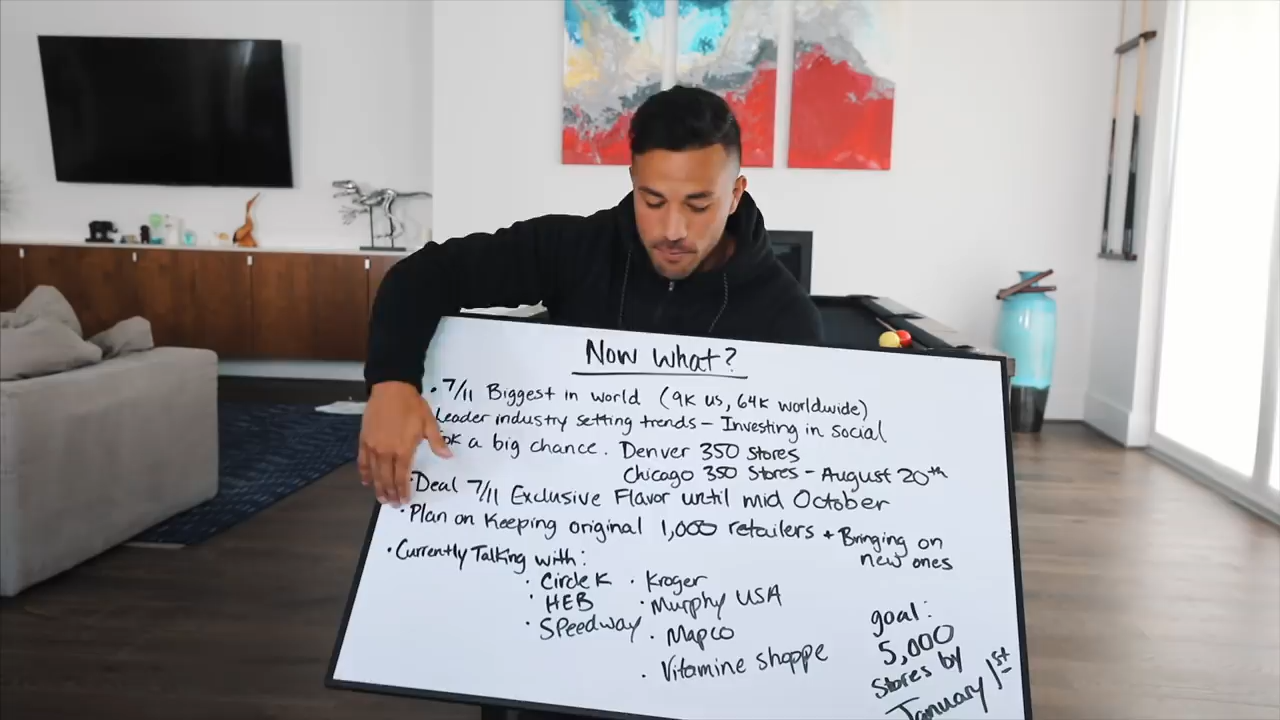 Now what?
• 7/11 Biggest in world (9K US, 64K worldwide)
Leader industry setting trends - Investing in social
a big chance. Denver 350 Stores
Chicago 350 Stores - August 20th
• Deal 7/11 Exclusive Flavor until mid October
• Plan on Keeping original 1,000 retailers + Bringing on
new ones
• Currently Talking with:
• Circle K • Kroger
• HEB • Murphy USA
• Speedway • Mapco
• Vitamine Shoppe
goal:
5,000
Stores by
January 1st